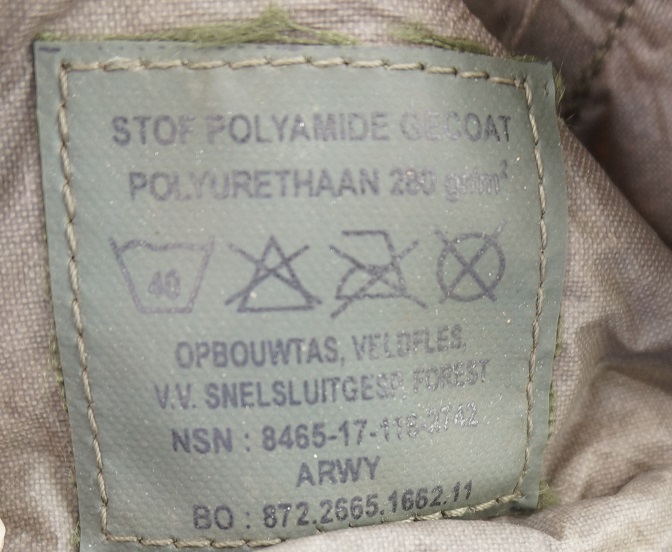 STOF POLYAMIDE GECOAT
POLYURETHAAN 280 gr/m²
40
OPBOUWTAS, VELDFLES,
V.V. SNELSLUITGESP, FOREST
NSN : 8465-17-118-2742
ARWY
BO : 872.2665.1662.11